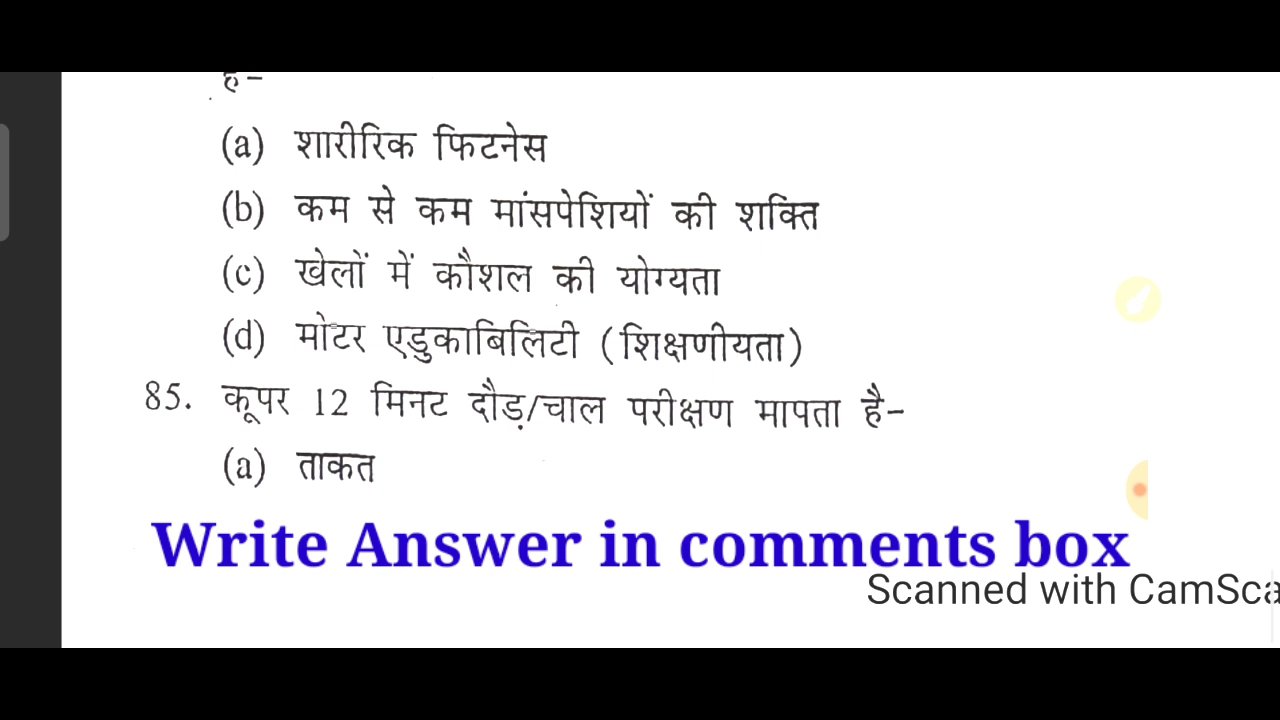 है-
(a) शारीरिक फिटनेस
(b) कम से कम मांसपेशियों की शक्ति
(c) खेलों में कौशल की योग्यता
(d) मोटर एडुकाबिलिटी (शिक्षणीयता)
85. कूपर 12 मिनट दौड़/चाल परीक्षण मापता है-
(a) ताकत
Write Answer in comments box
Scanned with CamSca